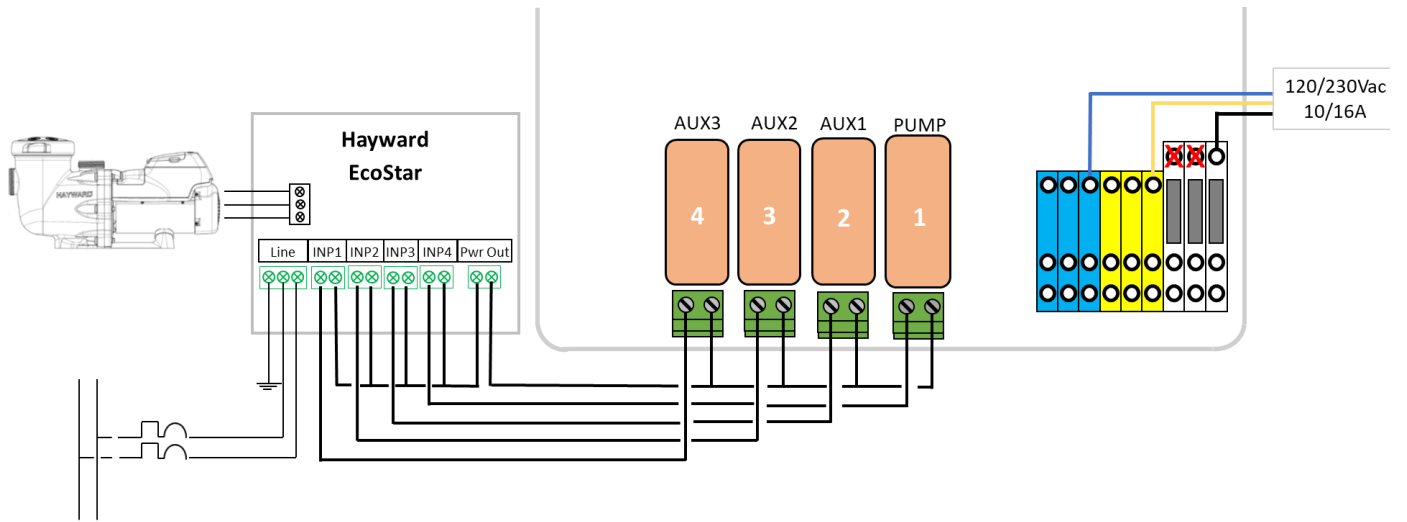 120/230Vac
10/16A
AUX3 AUX2 AUX1 PUMP
Hayward
EcoStar
HAYWARD
4 3 2 1
Line INP1 INP2 INP3 INP4 Pwr Out